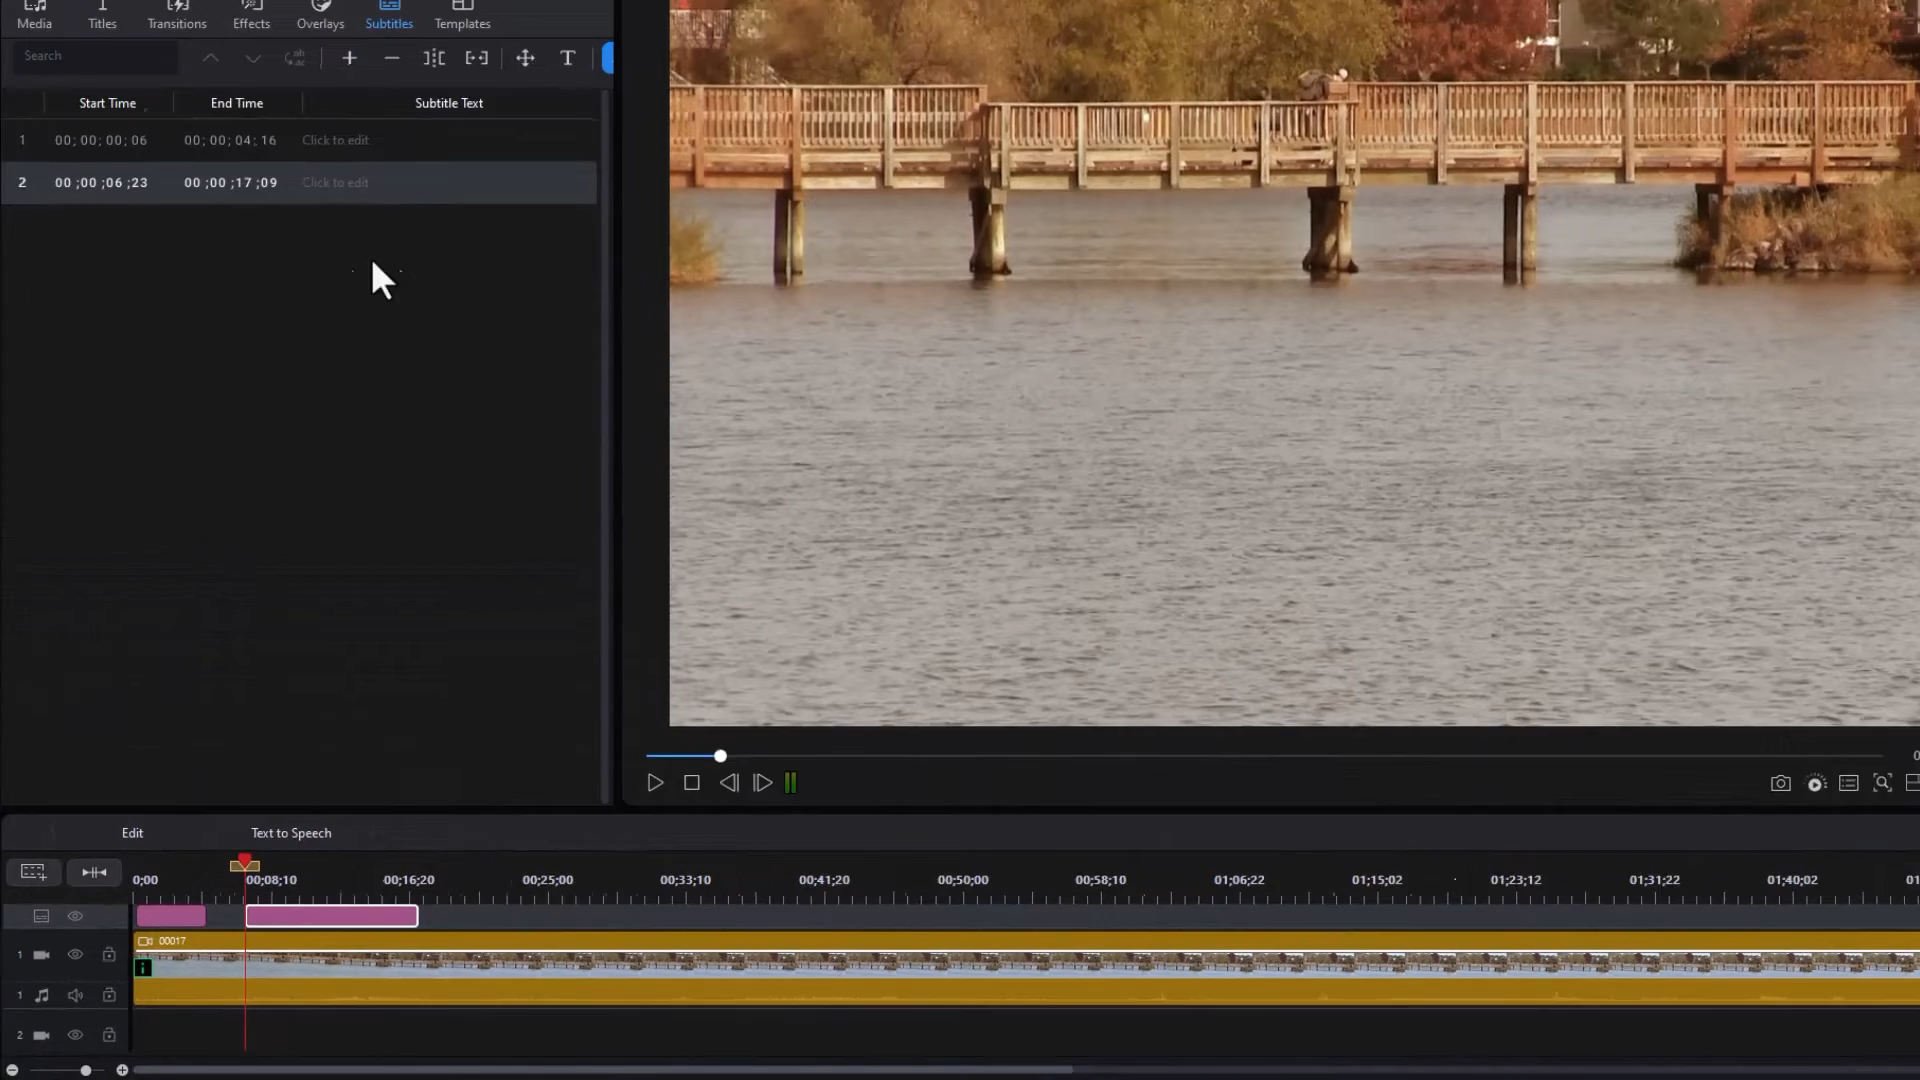 Media Titles Transitions Effects Overlays Subtitles Templates
Search
Start Time End Time Subtitle Text
1 00; 00; 00; 06 00; 00; 04; 16 Click to edit
2 00 ;00 ;06 ;23 00 ;00 ;17 ;09 Click to edit
Edit Text to Speech
0;00 00;08;10 00;16;20 00;25;00 00;33;10 00;41;20 00;50;00 00;58;10 01;06;22 01;15;02 01;23;12 01;31;22 01;40;02
00017
1
1
2